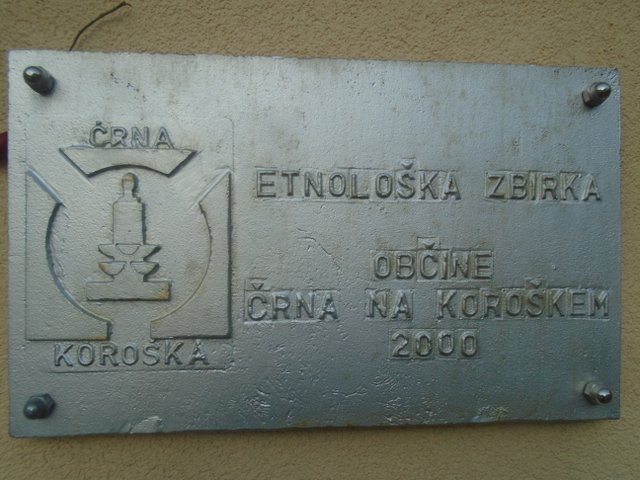 ČRNA
KOROŠKA
ETNOLOŠKA ZBIRKA
OBČINE
ČRNA NA KOROŠKEM
2000